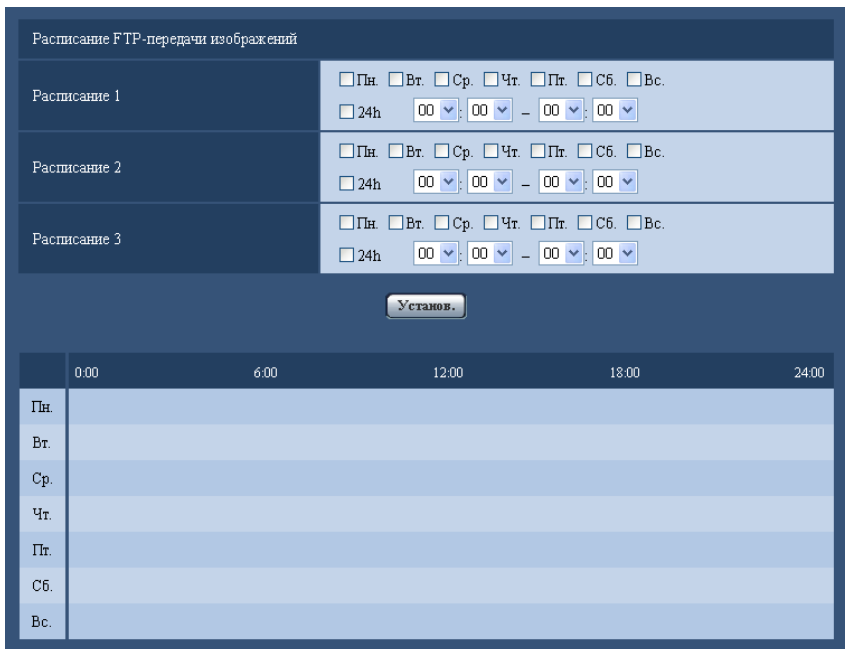 Расписание FTP-передачи изображений
Расписание 1
Пн. Вт. Ср. Чт. Пт. Сб. Вс.
24h 00 : 00 – 00 : 00
Расписание 2
Пн. Вт. Ср. Чт. Пт. Сб. Вс.
24h 00 : 00 – 00 : 00
Расписание 3
Пн. Вт. Ср. Чт. Пт. Сб. Вс.
24h 00 : 00 – 00 : 00
Установ.
0:00 6:00 12:00 18:00 24:00
Пн.
Вт.
Ср.
Чт.
Пт.
Сб.
Вс.